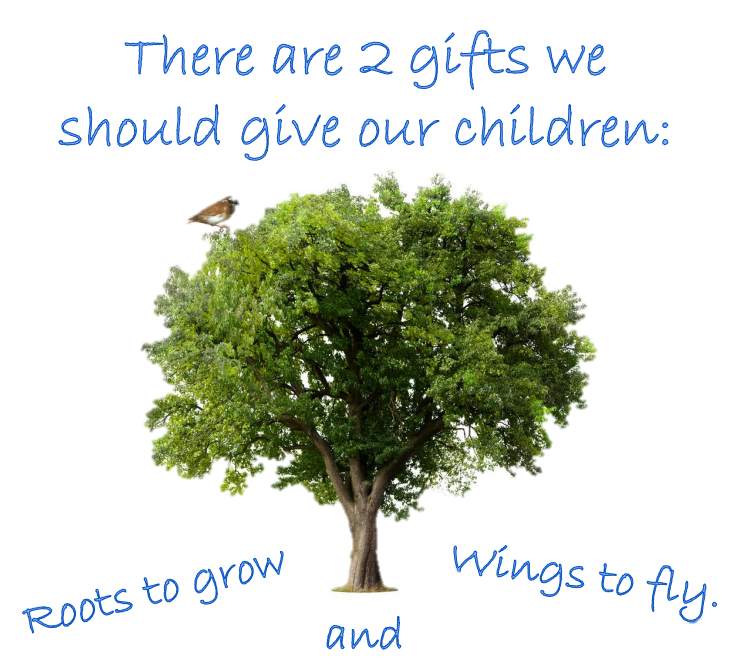 There are 2 gifts we
should give our children:
Roots to grow
and
Wings to fly.